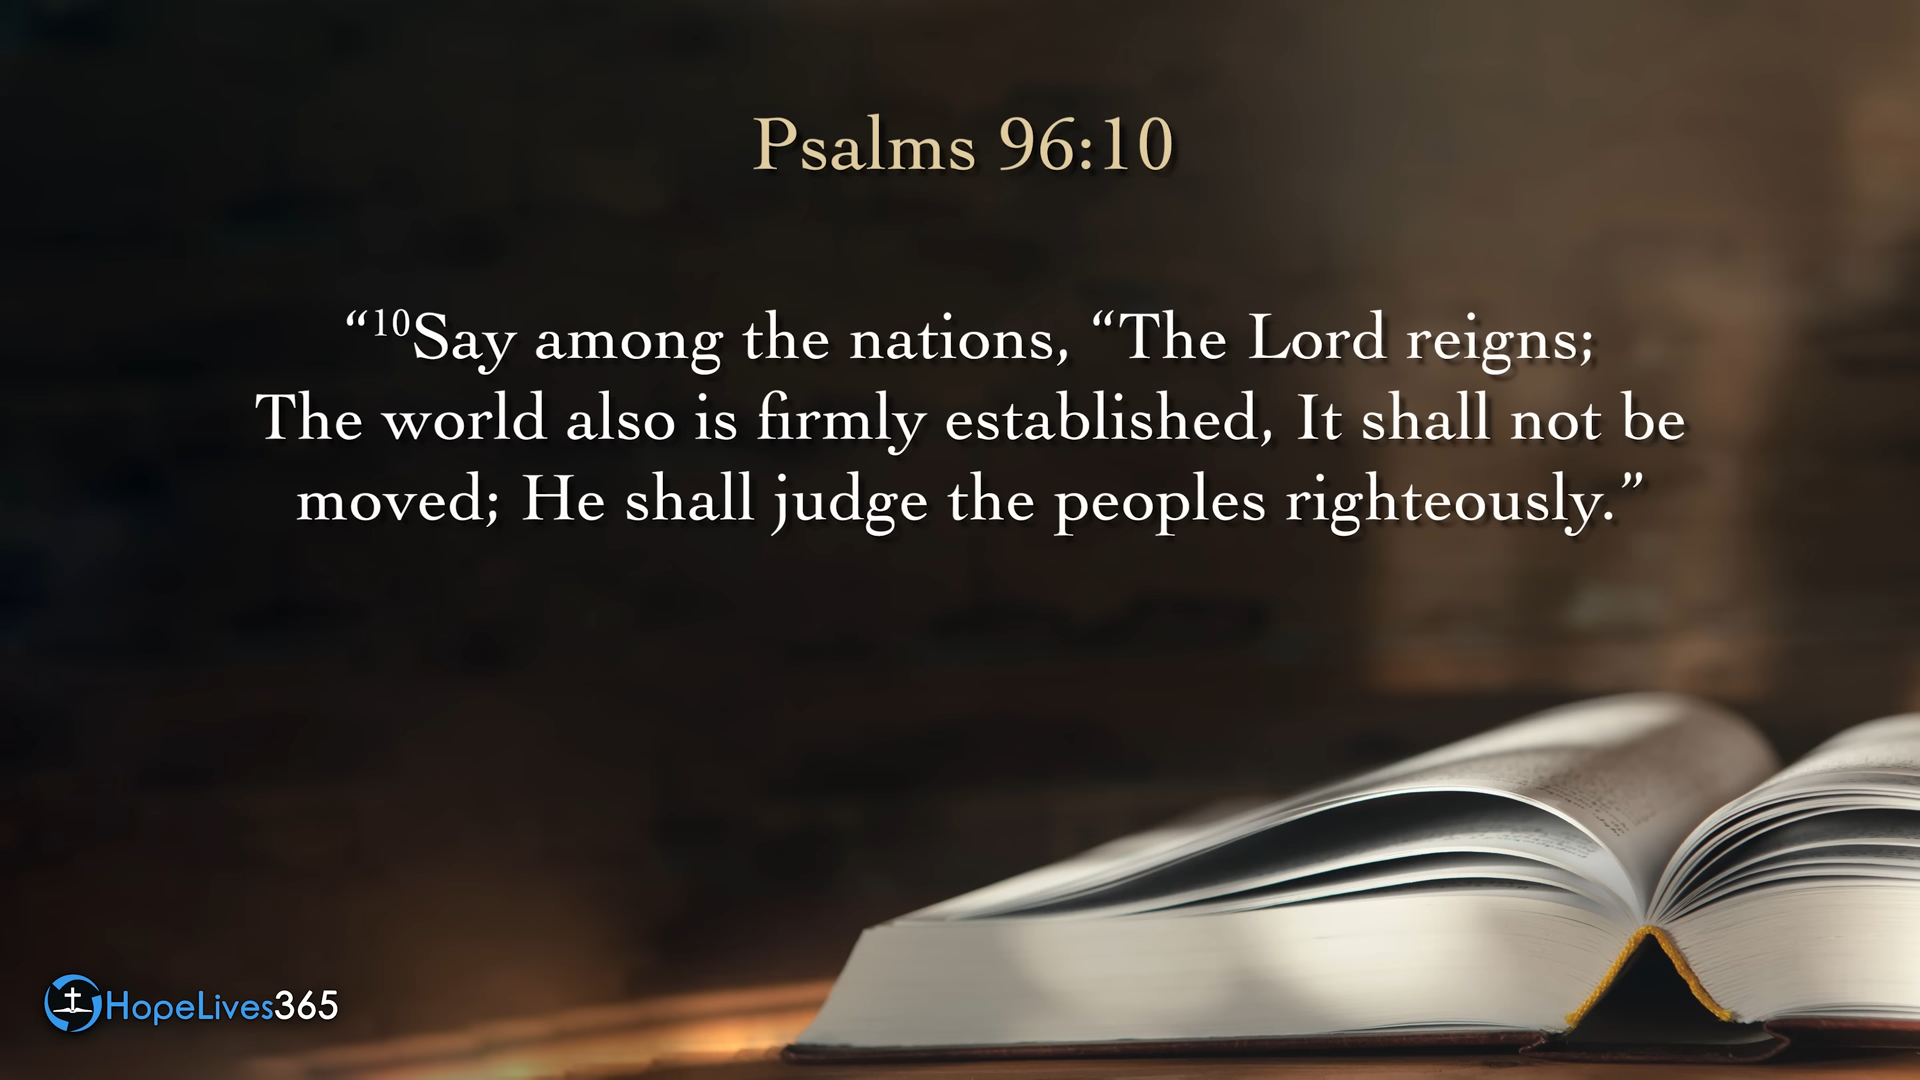 Psalms 96:10
“¹⁰Say among the nations, “The Lord reigns;
The world also is firmly established, It shall not be
moved; He shall judge the peoples righteously.”
HopeLives365